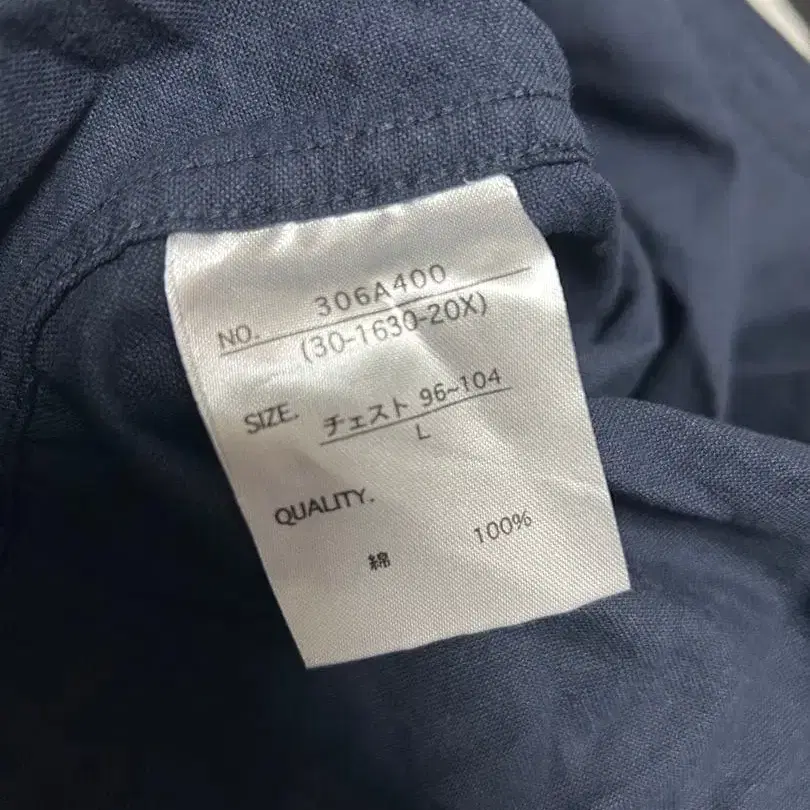 NO. 306A400
(30-1630-20X)
SIZE. チェスト 96~104
L
QUALITY.
綿 100%